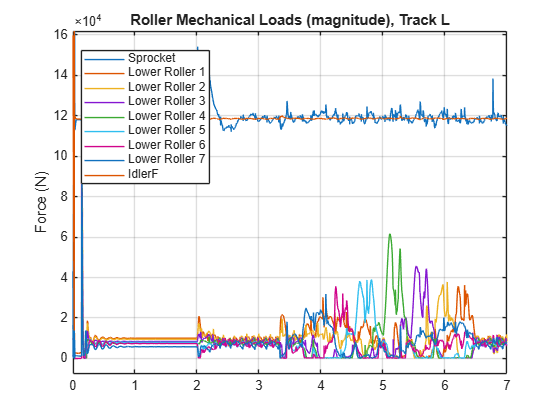 Roller Mechanical Loads (magnitude), Track L
×10⁴
16
14
12
10
8
6
4
2
0
Force (N)
Sprocket
Lower Roller 1
Lower Roller 2
Lower Roller 3
Lower Roller 4
Lower Roller 5
Lower Roller 6
Lower Roller 7
IdlerF
0 1 2 3 4 5 6 7